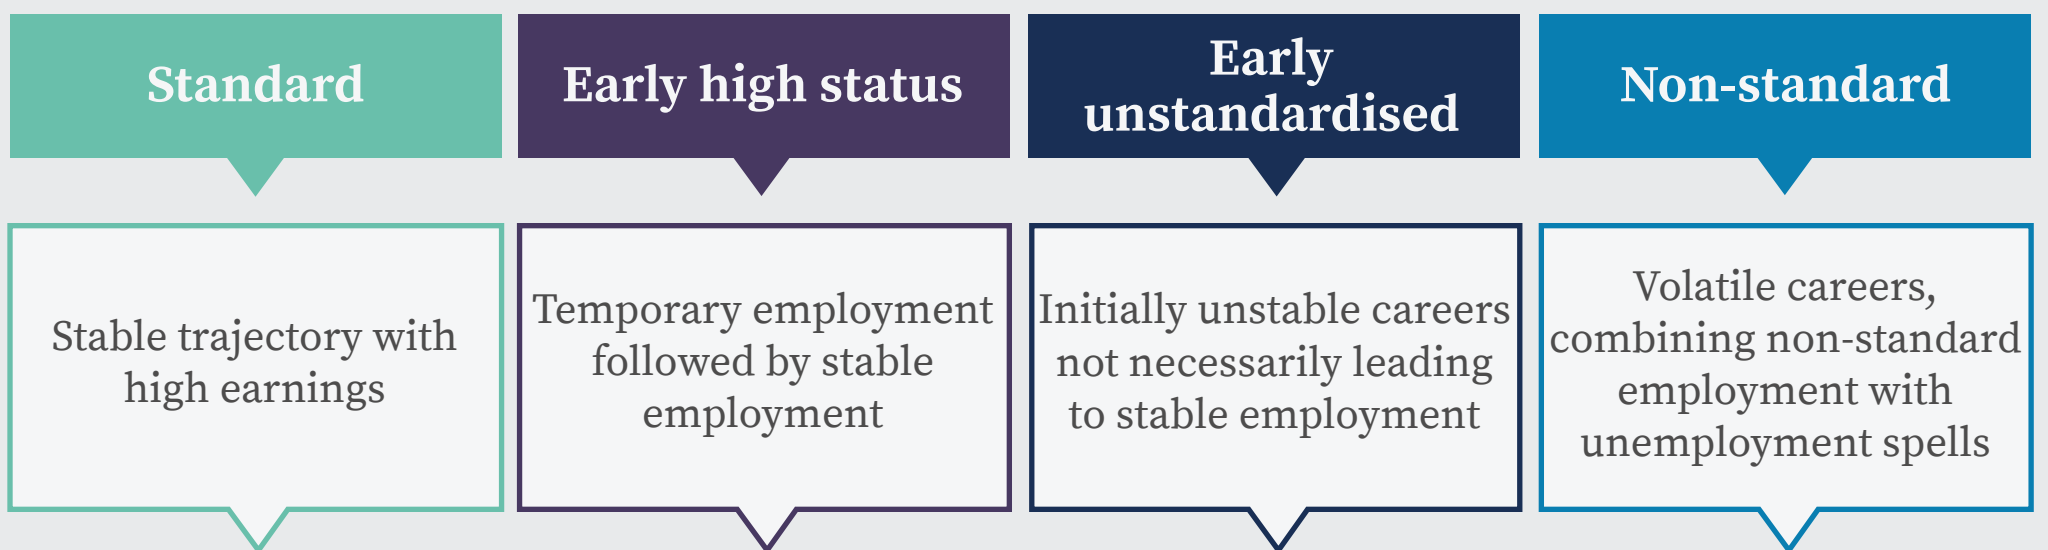 Standard
Early high status
Early
unstandardised
Non-standard
Stable trajectory with
high earnings
Temporary employment
followed by stable
employment
Initially unstable careers
not necessarily leading
to stable employment
Volatile careers,
combining non-standard
employment with
unemployment spells